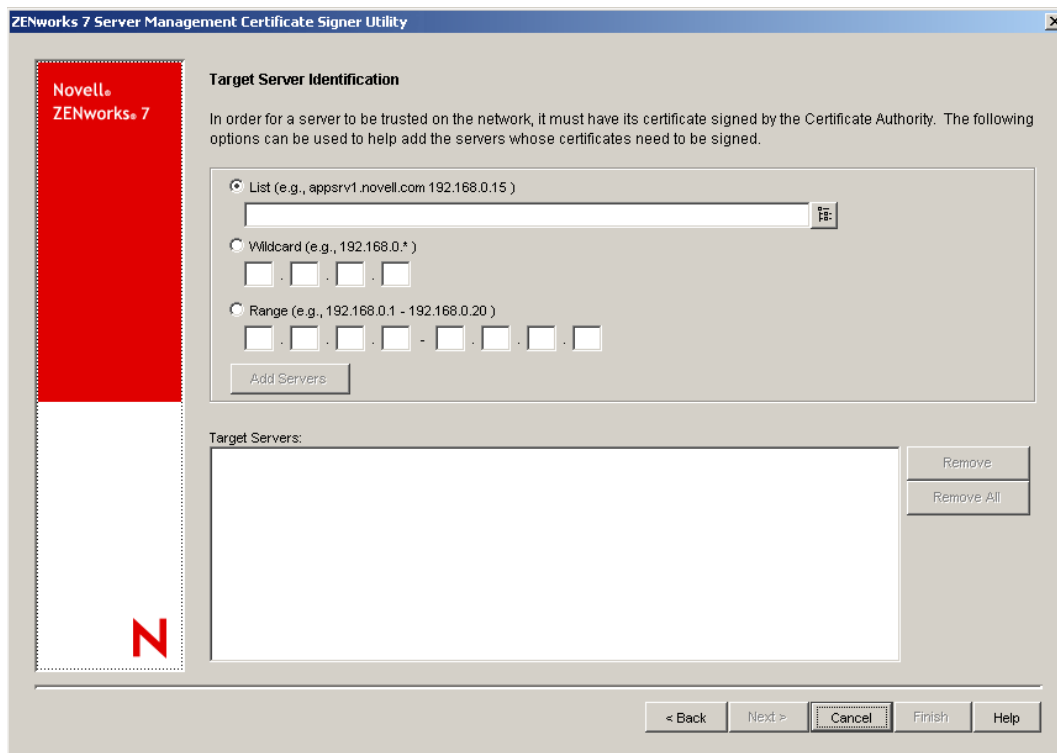 ZENworks 7 Server Management Certificate Signer Utility
Novell®
ZENworks® 7
Target Server Identification
In order for a server to be trusted on the network, it must have its certificate signed by the Certificate Authority. The following
options can be used to help add the servers whose certificates need to be signed.
List (e.g., appsrv1.novell.com 192.168.0.15 )
Wildcard (e.g., 192.168.0.* )
. . .
Range (e.g., 192.168.0.1 - 192.168.0.20 )
. . . - . . .
Add Servers
Target Servers:
Remove
Remove All
N
< Back Next > Cancel Finish Help